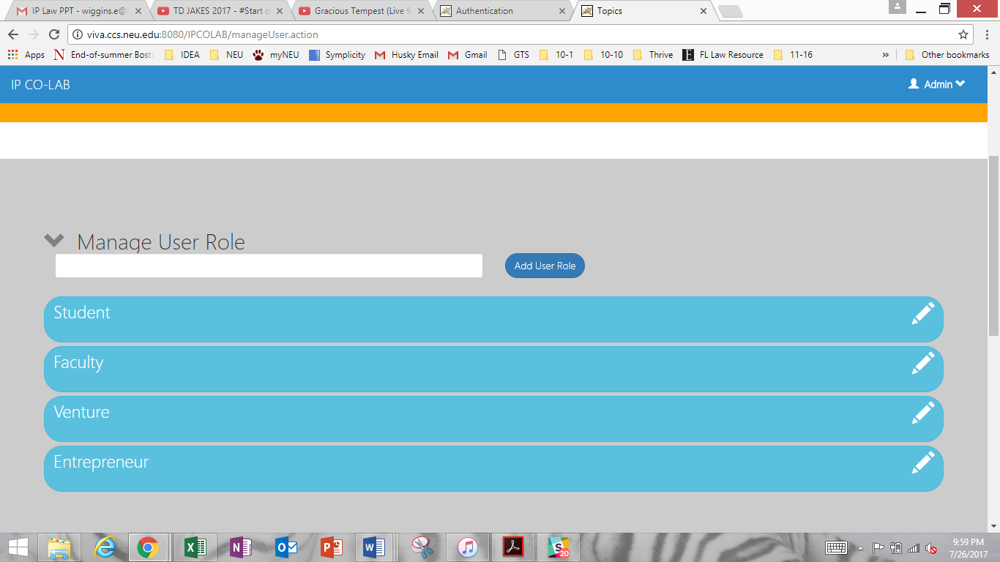 IP Law PPT - wiggins.e@
TD JAKES 2017 - #Start d
Gracious Tempest (Live f
Authentication
Topics
viva.ccs.neu.edu:8080/IPCOLAB/manageUser.action
Apps
N End-of-summer Bost
IDEA
NEU
myNEU
Symplicity
Husky Email
Gmail
GTS
10-1
10-10
Thrive
E FL Law Resource
11-16
»
Other bookmarks
IP CO-LAB
Admin
Manage User Role
Add User Role
Student
Faculty
Venture
Entrepreneur
20
9:59 PM
7/26/2017